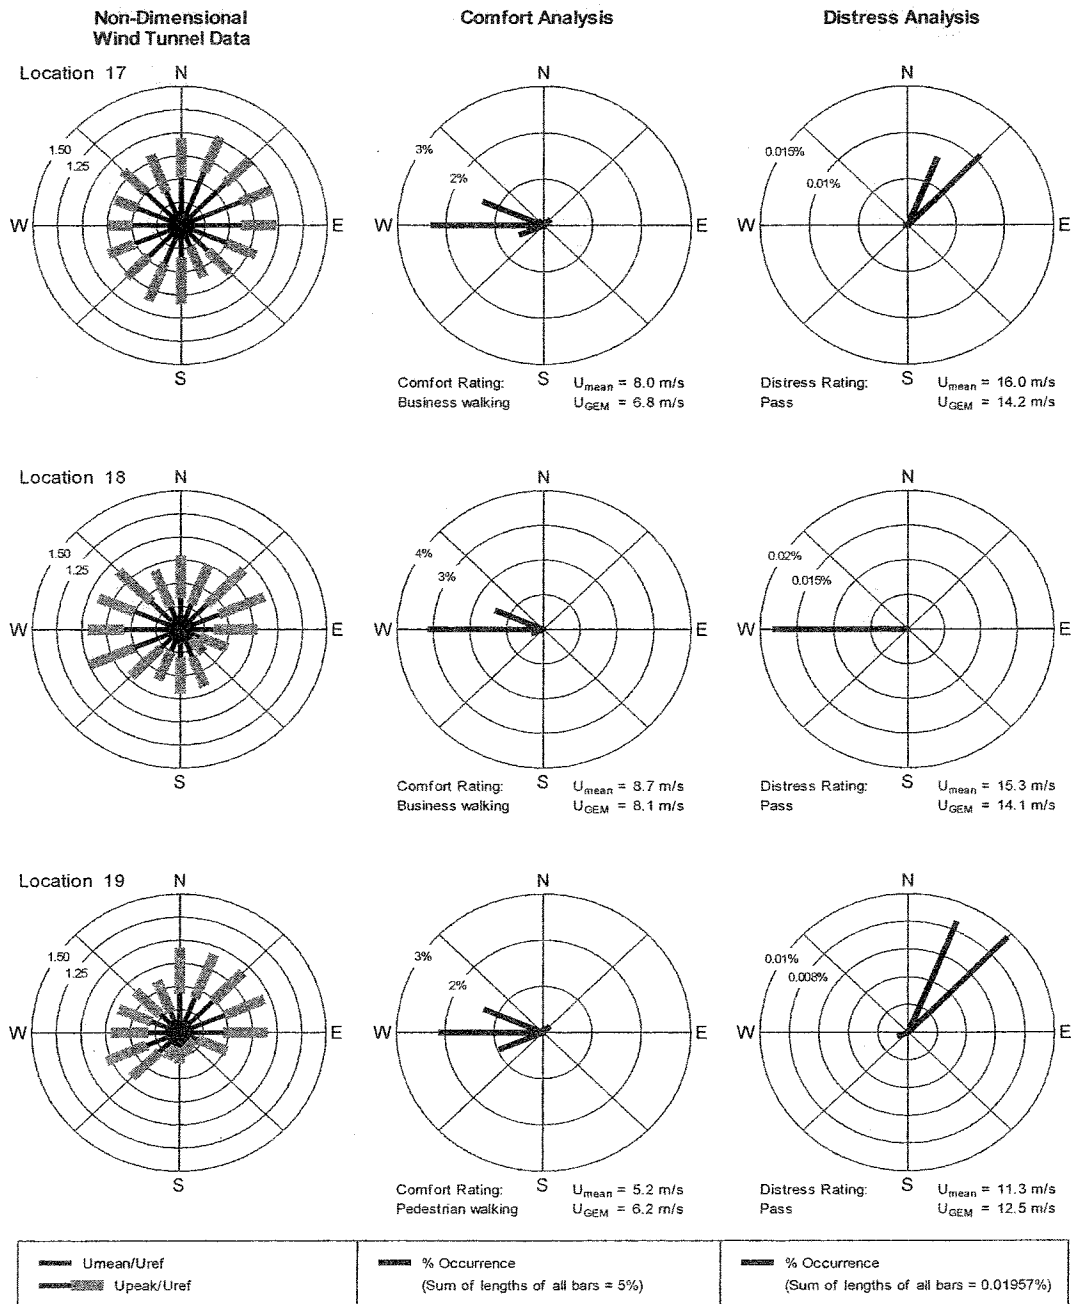 Non-Dimensional
Wind Tunnel Data
Comfort Analysis
Distress Analysis
Location 17
N
W
E
S
1.50
1.25
N
W
E
S
3%
2%
N
W
E
S
0.015%
0.01%
Comfort Rating: Umean = 8.0 m/s
Business walking UGEM = 6.8 m/s
Distress Rating: Umean = 16.0 m/s
Pass UGEM = 14.2 m/s
Location 18
N
W
E
S
1.50
1.25
N
W
E
S
4%
3%
N
W
E
S
0.02%
0.015%
Comfort Rating: Umean = 8.7 m/s
Business walking UGEM = 8.1 m/s
Distress Rating: Umean = 15.3 m/s
Pass UGEM = 14.1 m/s
Location 19
N
W
E
S
1.50
1.25
N
W
E
S
3%
2%
N
W
E
S
0.01%
0.008%
Comfort Rating: Umean = 5.2 m/s
Pedestrian walking UGEM = 6.2 m/s
Distress Rating: Umean = 11.3 m/s
Pass UGEM = 12.5 m/s
Umean/Uref
Upeak/Uref
% Occurrence
(Sum of lengths of all bars = 5%)
% Occurrence
(Sum of lengths of all bars = 0.01957%)